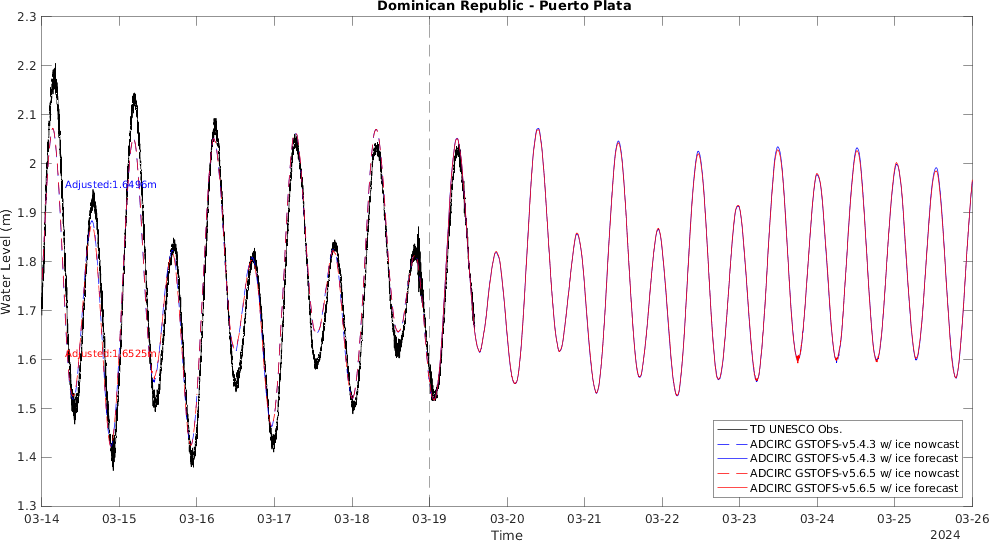 Dominican Republic - Puerto Plata
2.3
2.2
2.1
2
1.9
1.8
1.7
1.6
1.5
1.4
1.3
Water Level (m)
Adjusted:1.6496m
Adjusted:1.6525m
TD UNESCO Obs.
ADCIRC GSTOFS-v5.4.3 w/ ice nowcast
ADCIRC GSTOFS-v5.4.3 w/ ice forecast
ADCIRC GSTOFS-v5.6.5 w/ ice nowcast
ADCIRC GSTOFS-v5.6.5 w/ ice forecast
03-14 03-15 03-16 03-17 03-18 03-19 03-20 03-21 03-22 03-23 03-24 03-25 03-26
Time
2024